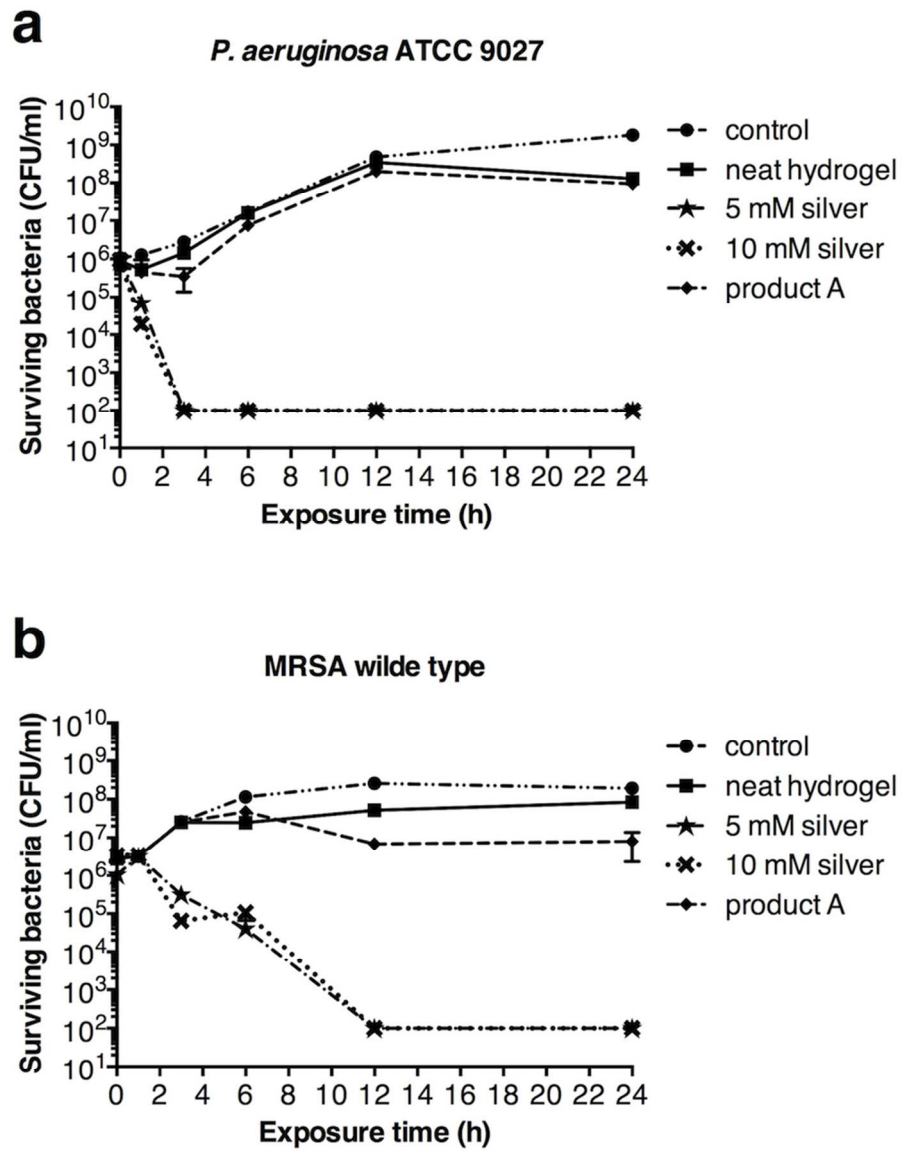 a
P. aeruginosa ATCC 9027
Surviving bacteria (CFU/ml)
10^10
10^9
10^8
10^7
10^6
10^5
10^4
10^3
10^2
10^1
0 2 4 6 8 10 12 14 16 18 20 22 24
Exposure time (h)
control
neat hydrogel
5 mM silver
10 mM silver
product A
b
MRSA wilde type
Surviving bacteria (CFU/ml)
10^10
10^9
10^8
10^7
10^6
10^5
10^4
10^3
10^2
10^1
0 2 4 6 8 10 12 14 16 18 20 22 24
Exposure time (h)
control
neat hydrogel
5 mM silver
10 mM silver
product A